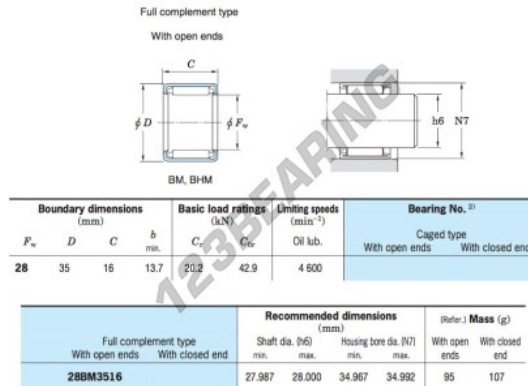 Full complement type
With open ends
C
ϕ D
ϕ Fw
h6
N7
BM, BHM
123BEARING
Boundary dimensions
(mm)
Basic load ratings
(kN)
Limiting speeds
(min⁻¹)
Bearing No. 2)
Fw D C b min. Cr C0r Oil lub. Caged type
With open ends With closed end
28 35 16 13.7 20.2 42.9 4 600
Recommended dimensions
(mm)
(Refer.) Mass (g)
Full complement type Shaft dia. (h6) Housing bore dia. (N7) With open With closed
With open ends With closed end min. max. min. max. ends end
28BM3516 27.987 28.000 34.967 34.992 95 107